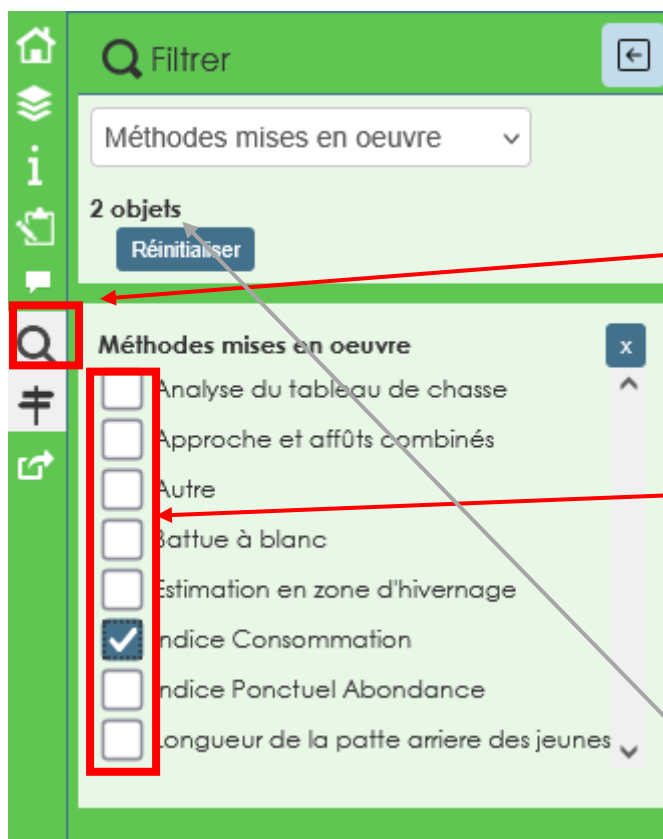 Filtrer
Méthodes mises en oeuvre
2 objets
Réinitialiser
Méthodes mises en oeuvre
x
Analyse du tableau de chasse
Approche et affûts combinés
Autre
Battue à blanc
Estimation en zone d'hivernage
Indice Consommation
Indice Ponctuel Abondance
Longueur de la patte arriere des jeunes